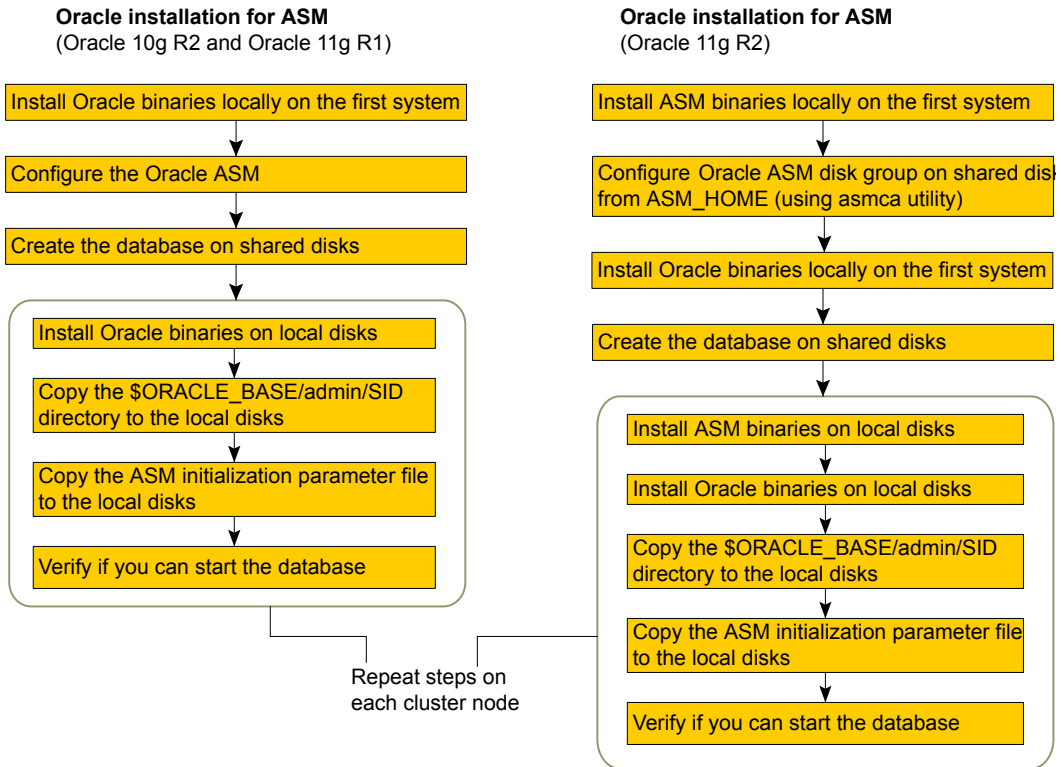 Oracle installation for ASM
(Oracle 10g R2 and Oracle 11g R1)
Install Oracle binaries locally on the first system
Configure the Oracle ASM
Create the database on shared disks
Install Oracle binaries on local disks
Copy the $ORACLE_BASE/admin/SID
directory to the local disks
Copy the ASM initialization parameter file
to the local disks
Verify if you can start the database
Oracle installation for ASM
(Oracle 11g R2)
Install ASM binaries locally on the first system
Configure Oracle ASM disk group on shared disk
from ASM_HOME (using asmca utility)
Install Oracle binaries locally on the first system
Create the database on shared disks
Install ASM binaries on local disks
Install Oracle binaries on local disks
Copy the $ORACLE_BASE/admin/SID
directory to the local disks
Copy the ASM initialization parameter file
to the local disks
Verify if you can start the database
Repeat steps on
each cluster node